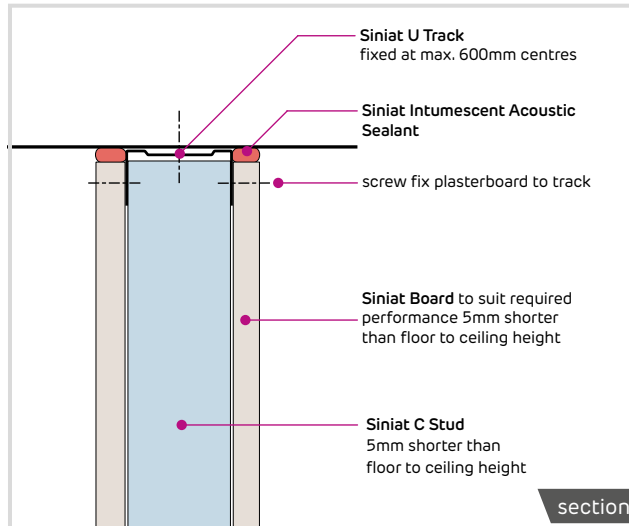 Siniat U Track
fixed at max. 600mm centres
Siniat Intumescent Acoustic
Sealant
screw fix plasterboard to track
Siniat Board to suit required
performance 5mm shorter
than floor to ceiling height
Siniat C Stud
5mm shorter than
floor to ceiling height
section